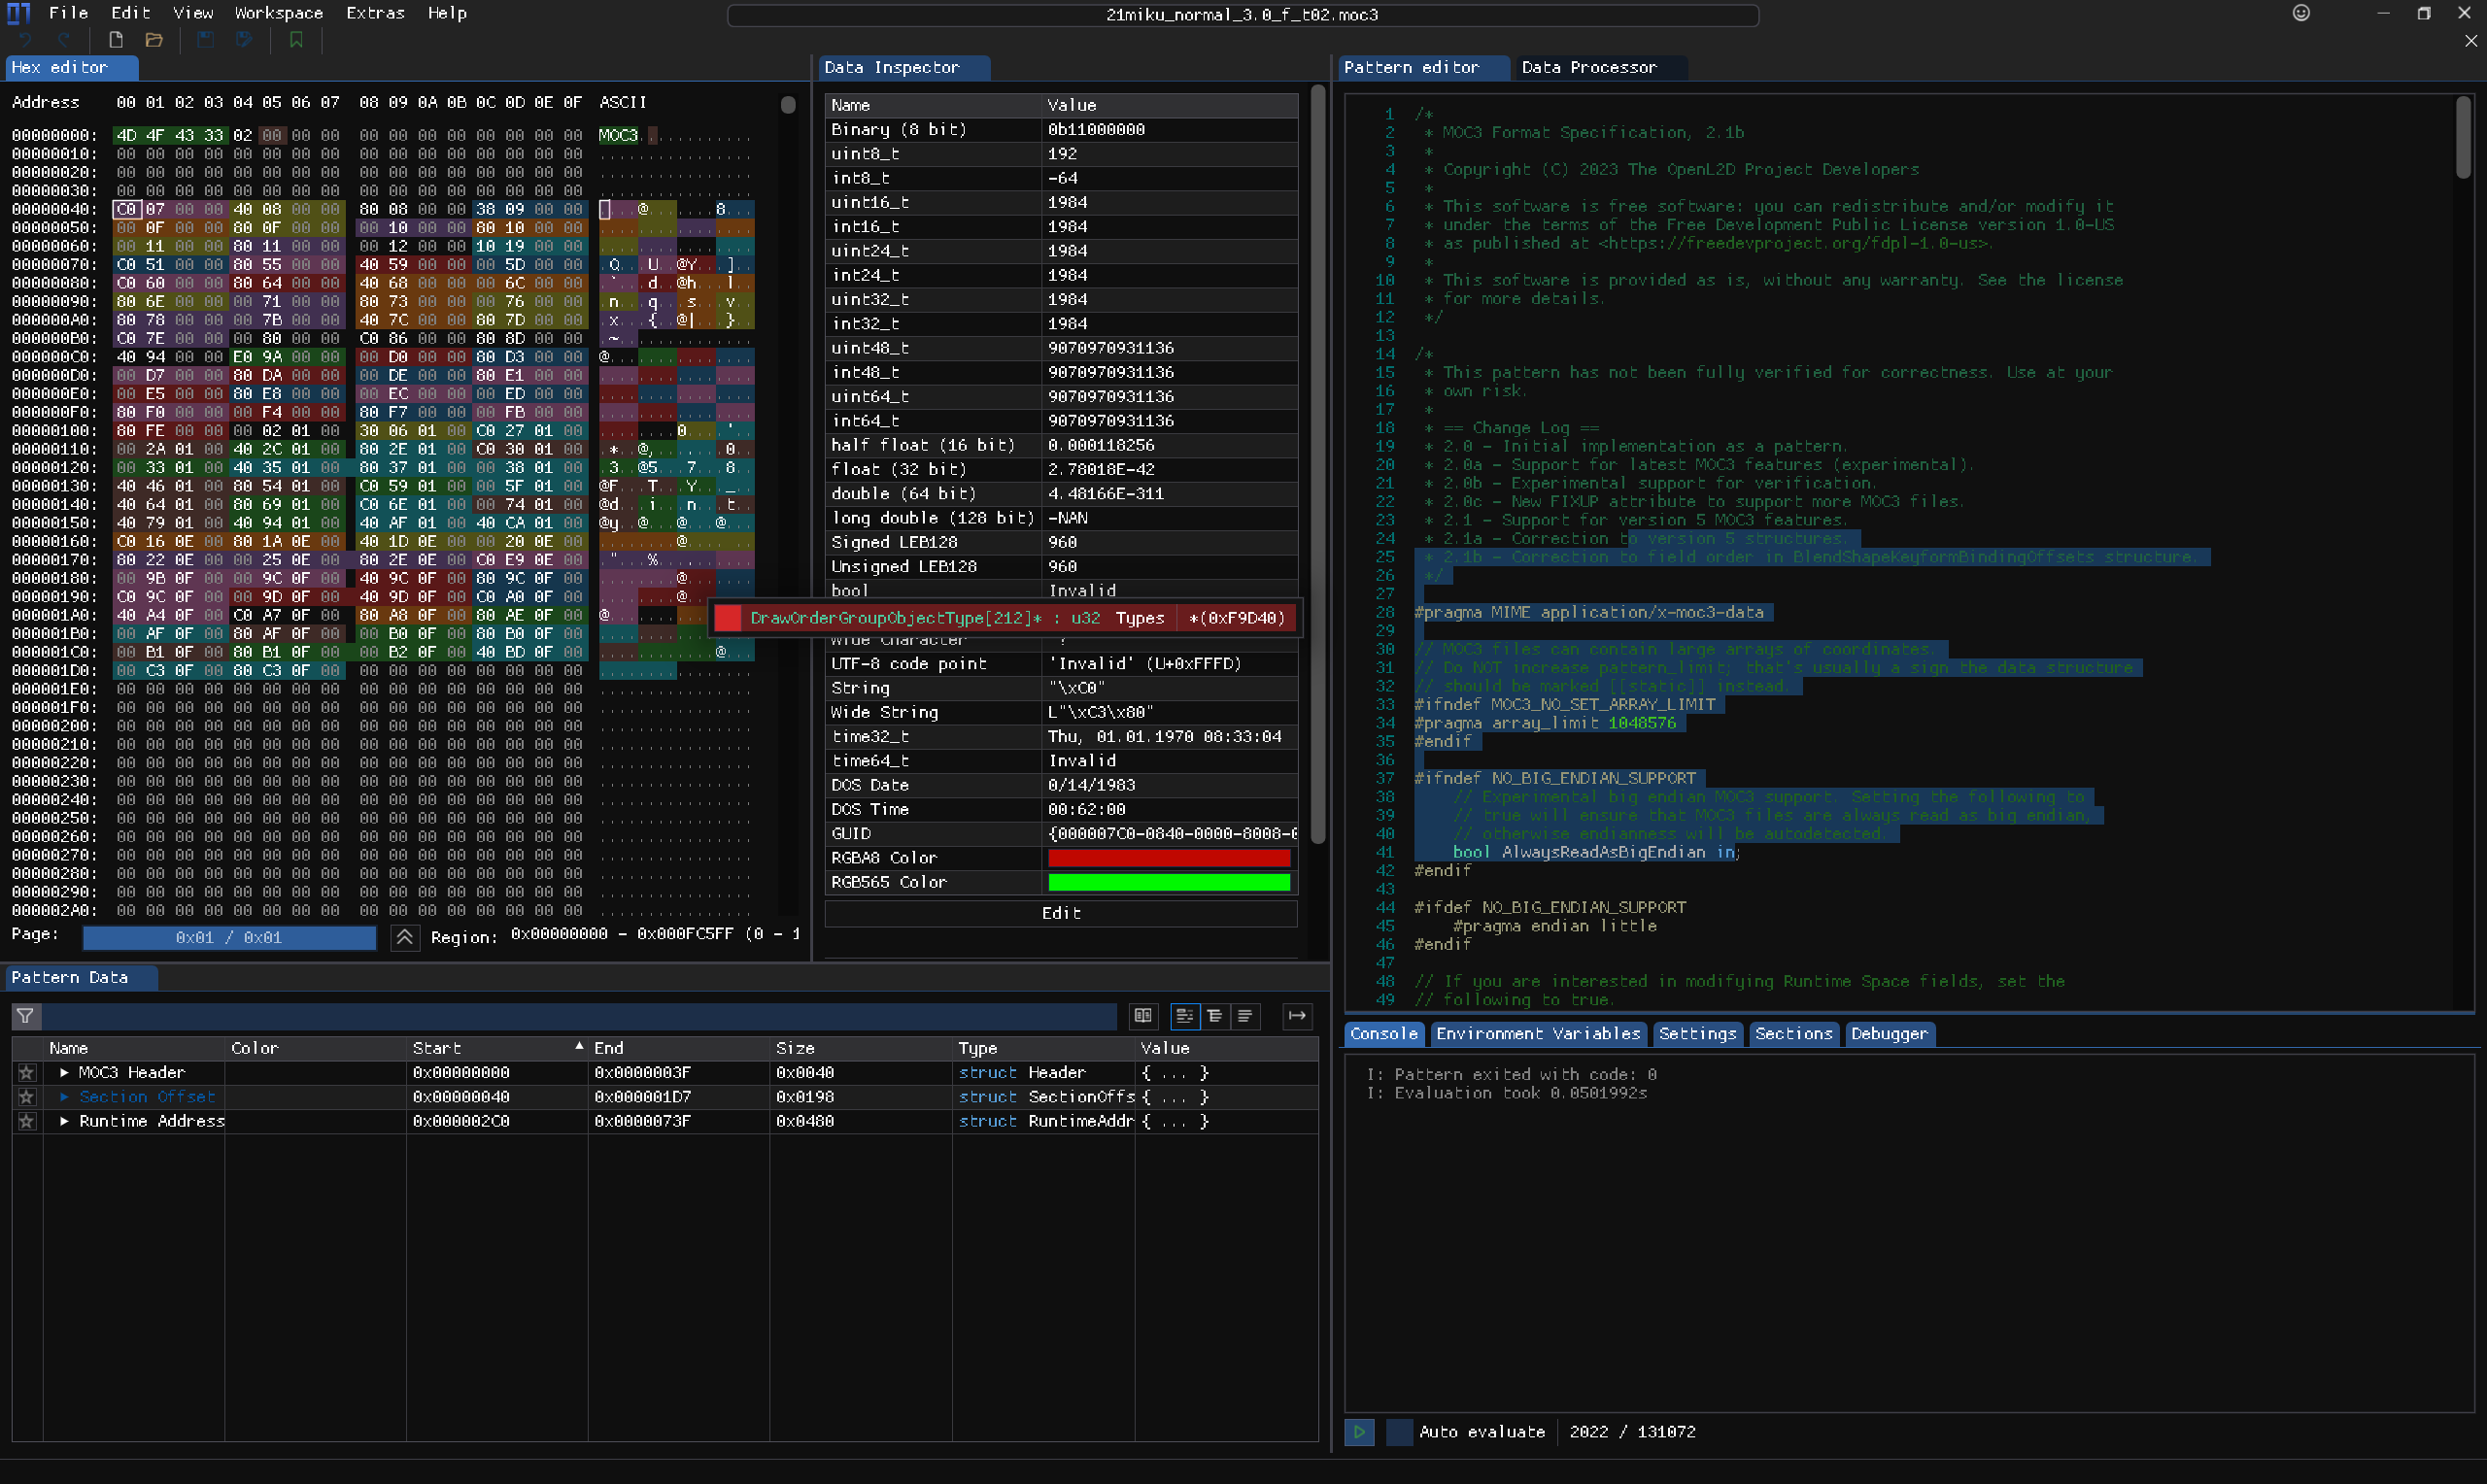 File Edit View Workspace Extras Help
21miku_normal_3.0_f_t02.moc3
Hex editor
Address 00 01 02 03 04 05 06 07 08 09 0A 0B 0C 0D 0E 0F ASCII
00000000: 4D 4F 43 33 02 00 00 00 00 00 00 00 00 00 00 00 MOC3............
00000010: 00 00 00 00 00 00 00 00 00 00 00 00 00 00 00 00 ................
00000020: 00 00 00 00 00 00 00 00 00 00 00 00 00 00 00 00 ................
00000030: 00 00 00 00 00 00 00 00 00 00 00 00 00 00 00 00 ................
00000040: C0 07 00 00 40 08 00 00 80 08 00 00 38 09 00 00 ....@.......8...
00000050: 00 0F 00 00 80 0F 00 00 00 10 00 00 80 10 00 00 ................
00000060: 00 11 00 00 80 11 00 00 00 12 00 00 10 19 00 00 ................
00000070: C0 51 00 00 80 55 00 00 40 59 00 00 00 5D 00 00 .Q...U..@Y...]..
00000080: C0 60 00 00 80 64 00 00 40 68 00 00 00 6C 00 00 .`...d..@h...l..
00000090: 80 6E 00 00 00 71 00 00 80 73 00 00 00 76 00 00 .n...q...s...v..
000000A0: 80 78 00 00 00 7B 00 00 40 7C 00 00 80 7D 00 00 .x...{..@|...}..
000000B0: C0 7E 00 00 00 80 00 00 C0 86 00 00 80 8D 00 00 .~..............
000000C0: 40 94 00 00 E0 9A 00 00 00 D0 00 00 80 D3 00 00 @...............
000000D0: 00 D7 00 00 80 DA 00 00 00 DE 00 00 80 E1 00 00 ................
000000E0: 00 E5 00 00 80 E8 00 00 00 EC 00 00 00 ED 00 00 ................
000000F0: 80 F0 00 00 00 F4 00 00 80 F7 00 00 00 FB 00 00 ................
00000100: 80 FE 00 00 00 02 01 00 30 06 01 00 C0 27 01 00 ........0....'..
00000110: 00 2A 01 00 40 2C 01 00 80 2E 01 00 C0 30 01 00 .*..@,.......0..
00000120: 00 33 01 00 40 35 01 00 80 37 01 00 00 38 01 00 .3..@5...7...8..
00000130: 40 46 01 00 80 54 01 00 C0 59 01 00 00 5F 01 00 @F...T...Y..._..
00000140: 40 64 01 00 80 69 01 00 C0 6E 01 00 00 74 01 00 @d...i...n...t..
00000150: 40 79 01 00 40 94 01 00 40 AF 01 00 40 CA 01 00 @y..@...@...@...
00000160: C0 16 0E 00 80 1A 0E 00 40 1D 0E 00 00 20 0E 00 ........@.... ..
00000170: 80 22 0E 00 00 25 0E 00 80 2E 0E 00 C0 E9 0E 00 ."...%..........
00000180: 00 9B 0F 00 00 9C 0F 00 40 9C 0F 00 80 9C 0F 00 ........@.......
00000190: C0 9C 0F 00 00 9D 0F 00 40 9D 0F 00 C0 A0 0F 00 ........@.......
000001A0: 40 A4 0F 00 C0 A7 0F 00 80 A8 0F 00 80 AE 0F 00 @...
000001B0: 00 AF 0F 00 80 AF 0F 00 00 B0 0F 00 80 B0 0F 00 ................
000001C0: 00 B1 0F 00 80 B1 0F 00 00 B2 0F 00 40 BD 0F 00 ............@...
000001D0: 00 C3 0F 00 80 C3 0F 00 00 00 00 00 00 00 00 00 ................
000001E0: 00 00 00 00 00 00 00 00 00 00 00 00 00 00 00 00 ................
000001F0: 00 00 00 00 00 00 00 00 00 00 00 00 00 00 00 00 ................
00000200: 00 00 00 00 00 00 00 00 00 00 00 00 00 00 00 00 ................
00000210: 00 00 00 00 00 00 00 00 00 00 00 00 00 00 00 00 ................
00000220: 00 00 00 00 00 00 00 00 00 00 00 00 00 00 00 00 ................
00000230: 00 00 00 00 00 00 00 00 00 00 00 00 00 00 00 00 ................
00000240: 00 00 00 00 00 00 00 00 00 00 00 00 00 00 00 00 ................
00000250: 00 00 00 00 00 00 00 00 00 00 00 00 00 00 00 00 ................
00000260: 00 00 00 00 00 00 00 00 00 00 00 00 00 00 00 00 ................
00000270: 00 00 00 00 00 00 00 00 00 00 00 00 00 00 00 00 ................
00000280: 00 00 00 00 00 00 00 00 00 00 00 00 00 00 00 00 ................
00000290: 00 00 00 00 00 00 00 00 00 00 00 00 00 00 00 00 ................
000002A0: 00 00 00 00 00 00 00 00 00 00 00 00 00 00 00 00 ................
Page: 0x01 / 0x01 Region: 0x00000000 - 0x000FC5FF (0 - 1
Data Inspector
Name Value
Binary (8 bit) 0b11000000
uint8_t 192
int8_t -64
uint16_t 1984
int16_t 1984
uint24_t 1984
int24_t 1984
uint32_t 1984
int32_t 1984
uint48_t 9070970931136
int48_t 9070970931136
uint64_t 9070970931136
int64_t 9070970931136
half float (16 bit) 0.000118256
float (32 bit) 2.78018E-42
double (64 bit) 4.48166E-311
long double (128 bit) -NAN
Signed LEB128 960
Unsigned LEB128 960
bool Invalid
DrawOrderGroupObjectType[212]* : u32 Types *(0xF9D40)
Wide Character
UTF-8 code point 'Invalid' (U+0xFFFD)
String "\xC0"
Wide String L"\xC3\x80"
time32_t Thu, 01.01.1970 08:33:04
time64_t Invalid
DOS Date 0/14/1983
DOS Time 00:62:00
GUID {000007C0-0840-0000-8008-
RGBA8 Color
RGB565 Color
Edit
Pattern editor Data Processor
1 /*
2 * MOC3 Format Specification, 2.1b
3 *
4 * Copyright (C) 2023 The OpenL2D Project Developers
5 *
6 * This software is free software: you can redistribute and/or modify it
7 * under the terms of the Free Development Public License version 1.0-US
8 * as published at <https://freedevproject.org/fdpl-1.0-us>.
9 *
10 * This software is provided as is, without any warranty. See the license
11 * for more details.
12 */
13
14 /*
15 * This pattern has not been fully verified for correctness. Use at your
16 * own risk.
17 *
18 * == Change Log ==
19 * 2.0 - Initial implementation as a pattern.
20 * 2.0a - Support for latest MOC3 features (experimental).
21 * 2.0b - Experimental support for verification.
22 * 2.0c - New FIXUP attribute to support more MOC3 files.
23 * 2.1 - Support for version 5 MOC3 features.
24 * 2.1a - Correction to version 5 structures.
25 * 2.1b - Correction to field order in BlendShapeKeyformBindingOffsets structure.
26 */
27
28 #pragma MIME application/x-moc3-data
29
30 // MOC3 files can contain large arrays of coordinates.
31 // Do NOT increase pattern_limit; that's usually a sign the data structure
32 // should be marked [[static]] instead.
33 #ifndef MOC3_NO_SET_ARRAY_LIMIT
34 #pragma array_limit 1048576
35 #endif
36
37 #ifndef NO_BIG_ENDIAN_SUPPORT
38 // Experimental big endian MOC3 support. Setting the following to
39 // true will ensure that MOC3 files are always read as big endian,
40 // otherwise endianness will be autodetected.
41 bool AlwaysReadAsBigEndian in;
42 #endif
43
44 #ifdef NO_BIG_ENDIAN_SUPPORT
45 #pragma endian little
46 #endif
47
48 // If you are interested in modifying Runtime Space fields, set the
49 // following to true.
Pattern Data
Name Color Start End Size Type Value
MOC3 Header 0x00000000 0x0000003F 0x0040 struct Header { ... }
Section Offset 0x00000040 0x000001D7 0x0198 struct SectionOffs { ... }
Runtime Address 0x000002C0 0x0000073F 0x0480 struct RuntimeAddr { ... }
Console Environment Variables Settings Sections Debugger
I: Pattern exited with code: 0
I: Evaluation took 0.0501992s
Auto evaluate 2022 / 131072